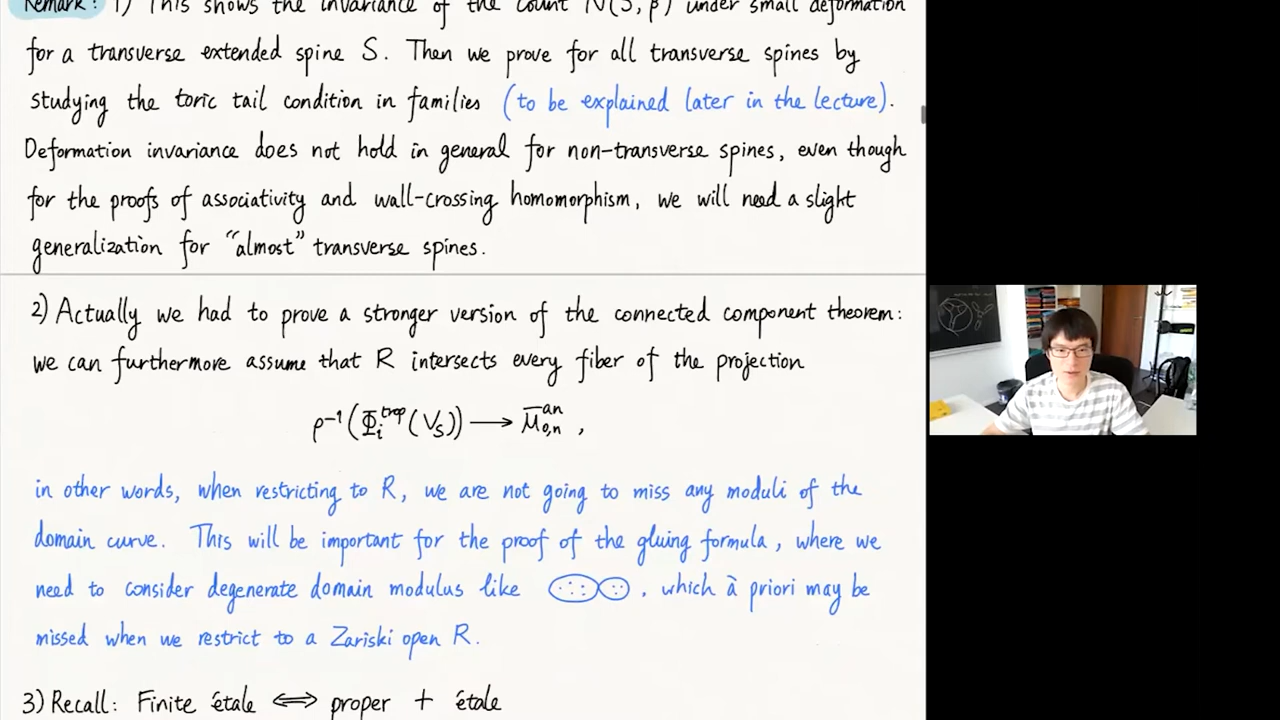 Remark: 1) This shows the invariance of the count N(S, β) under small deformation
for a transverse extended spine S. Then we prove for all transverse spines by
studying the toric tail condition in families (to be explained later in the lecture).
Deformation invariance does not hold in general for non-transverse spines, even though
for the proofs of associativity and wall-crossing homomorphism, we will need a slight
generalization for "almost" transverse spines.
2) Actually we had to prove a stronger version of the connected component theorem:
we can furthermore assume that R intersects every fiber of the projection
ρ⁻¹(Φᵢᵗʳᵒᵖ(V_S)) ⟶ M̄₀,ₙᵃⁿ ,
in other words, when restricting to R, we are not going to miss any moduli of the
domain curve. This will be important for the proof of the gluing formula, where we
need to consider degenerate domain modulus like , which à priori may be
missed when we restrict to a Zariski open R.
3) Recall: Finite étale ⟺ proper + étale